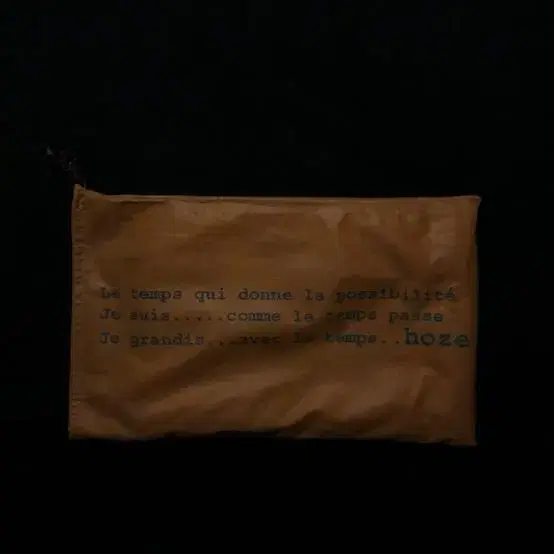 Le temps qui donne la possibilité
Je suis.....comme le temps passe
Je grandis...avec le temps..hoze